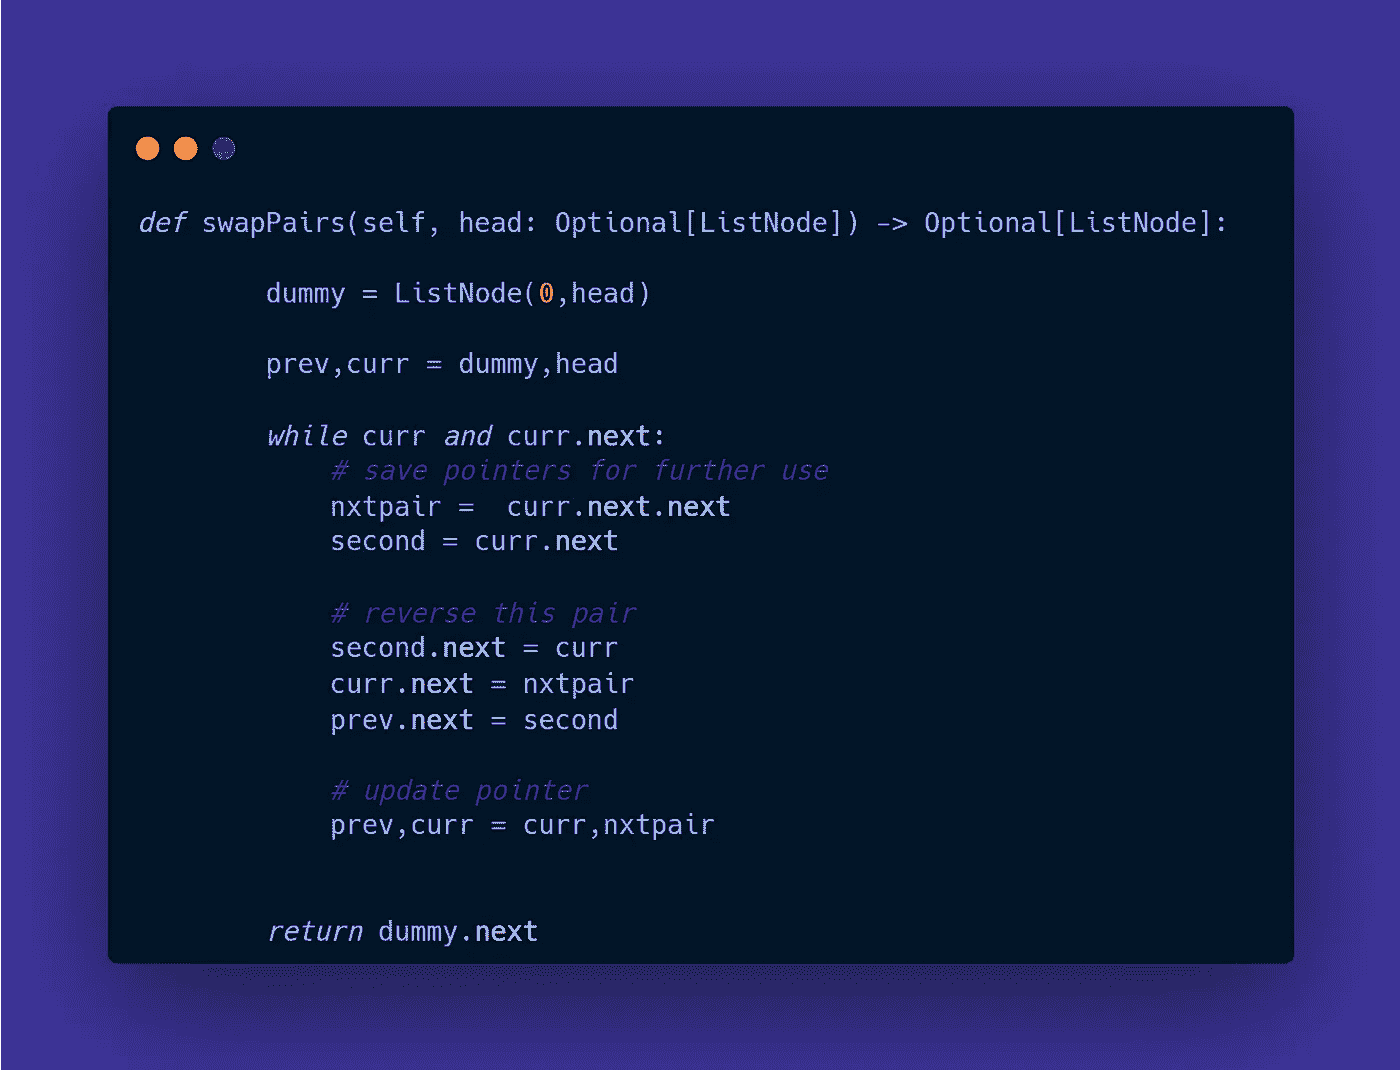 def swapPairs(self, head: Optional[ListNode]) -> Optional[ListNode]:
dummy = ListNode(0,head)
prev,curr = dummy,head
while curr and curr.next:
# save pointers for further use
nxtpair =  curr.next.next
second = curr.next
# reverse this pair
second.next = curr
curr.next = nxtpair
prev.next = second
# update pointer
prev,curr = curr,nxtpair
return dummy.next